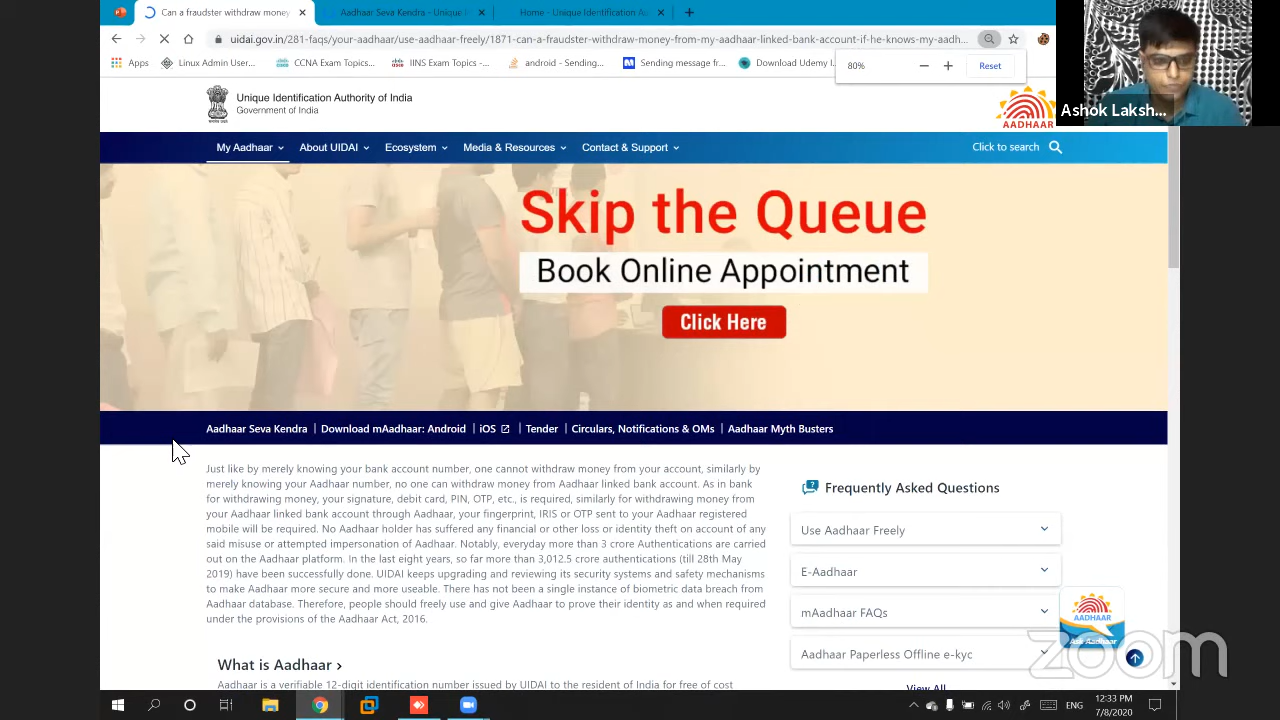 Can a fraudster withdraw money
Aadhaar Seva Kendra - Unique I
Home - Unique Identification Au
uidai.gov.in/281-faqs/your-aadhaar/use-aadhaar-freely/1871-can-a-fraudster-withdraw-money-from-my-aadhaar-linked-bank-account-if-he-knows-my-aadh...
Apps
Linux Admin User...
CCNA Exam Topics...
IINS Exam Topics -...
android - Sending...
Sending message fr...
Download Udemy
80%
Reset
Ashok Laksh...
Unique Identification Authority of India
Government of India
AADHAAR
My Aadhaar
About UIDAI
Ecosystem
Media & Resources
Contact & Support
Click to search
Skip the Queue
Book Online Appointment
Click Here
Aadhaar Seva Kendra | Download mAadhaar: Android | iOS | Tender | Circulars, Notifications & OMs | Aadhaar Myth Busters
Just like by merely knowing your bank account number, one cannot withdraw money from your account, similarly by
merely knowing your Aadhaar number, no one can withdraw money from Aadhaar linked bank account. As in bank
for withdrawing money, your signature, debit card, PIN, OTP, etc., is required, similarly for withdrawing money from
your Aadhaar linked bank account through Aadhaar, your fingerprint, IRIS or OTP sent to your Aadhaar registered
mobile will be required. No Aadhaar holder has suffered any financial or other loss or identity theft on account of any
said misuse or attempted impersonation of Aadhaar. Notably, everyday more than 3 crore Authentications are carried
out on the Aadhaar platform. In the last eight years, so far more than 3,012.5 crore authentications (till 28th May
2019) have been successfully done. UIDAI keeps upgrading and reviewing its security systems and safety mechanisms
to make Aadhaar more secure and more useable. There has not been a single instance of biometric data breach from
Aadhaar database. Therefore, people should freely use and give Aadhaar to prove their identity as and when required
under the provisions of the Aadhaar Act, 2016.
What is Aadhaar
Aadhaar is a verifiable 12-digit identification number issued by UIDAI to the resident of India for free of cost
Frequently Asked Questions
Use Aadhaar Freely
E-Aadhaar
mAadhaar FAQs
Aadhaar Paperless Offline e-kyc
View All
AADHAAR
Ask Aadhaar
zoom
ENG
12:33 PM
7/8/2020